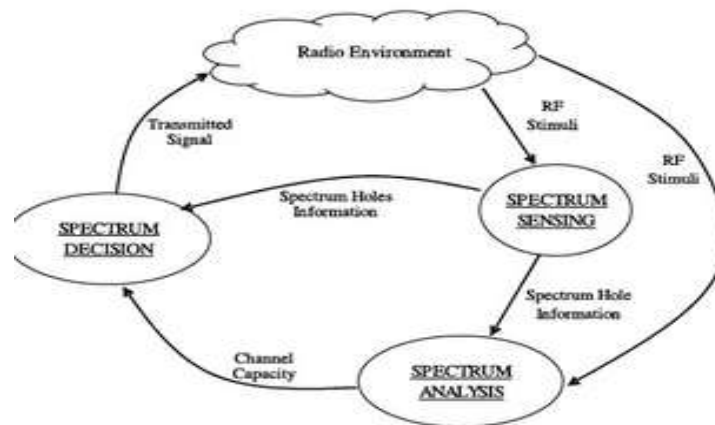 Radio Environment
RF
Stimuli
Transmitted
Signal
RF
Stimuli
Spectrum Holes
Information
SPECTRUM
SENSING
SPECTRUM
DECISION
Spectrum Hole
Information
Channel
Capacity
SPECTRUM
ANALYSIS